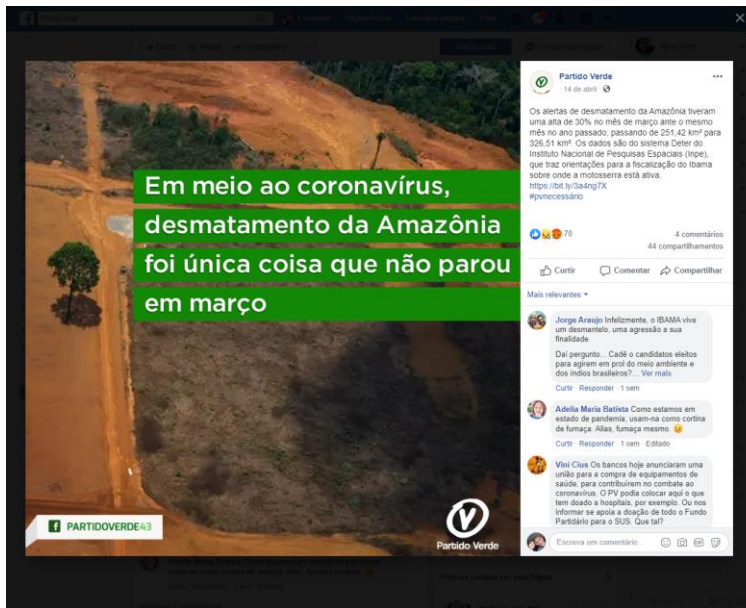 Em meio ao coronavírus,
desmatamento da Amazônia
foi única coisa que não parou
em março
PARTIDOVERDE43
Partido Verde
Partido Verde
14 de abril
Os alertas de desmatamento da Amazônia tiveram
uma alta de 30% no mês de março ante o mesmo
mês no ano passado, passando de 251,42 km² para
326,51 km². Os dados são do sistema Deter do
Instituto Nacional de Pesquisas Espaciais (Inpe),
que traz orientações para a fiscalização do Ibama
sobre onde a motosserra está ativa.
https://bit.ly/3a4ng7X
#pvnecessário
70
4 comentários
44 compartilhamentos
Curtir Comentar Compartilhar
Mais relevantes
Jorge Araujo Infelizmente, o IBAMA vive
um desmantelo, uma agressão a sua
finalidade.
Daí pergunto... Cadê o candidatos eleitos
para agirem em prol do meio ambiente e
dos índios brasileiros?... Ver mais
Curtir · Responder · 1 sem
Adelia Maria Batista Como estamos em
estado de pandemia, usam-na como cortina
de fumaça. Alias, fumaça mesmo.
Curtir · Responder · 1 sem · Editado
Vini Cius Os bancos hoje anunciaram uma
união para a compra de equipamentos de
saúde, para contribuirem no combate ao
coronavírus. O PV podia colocar aqui o que
tem doado a hospitais, por exemplo. Ou nos
informar se apoia a doação de todo o Fundo
Partidário para o SUS. Que tal?
Escreva um comentário...